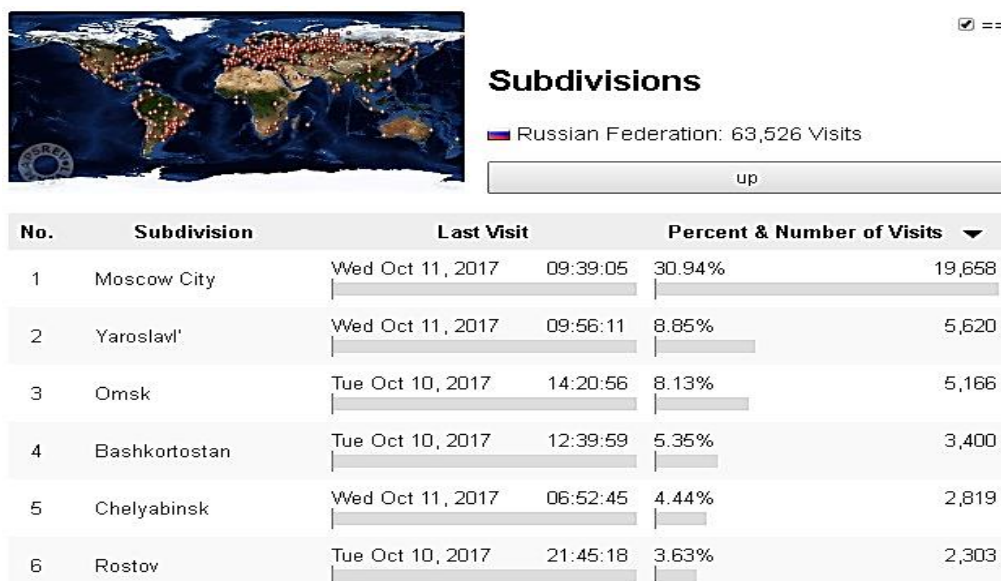 ==
Subdivisions
Russian Federation: 63,526 Visits
up
No. Subdivision Last Visit Percent & Number of Visits
1 Moscow City Wed Oct 11, 2017 09:39:05 30.94% 19,658
2 Yaroslavl' Wed Oct 11, 2017 09:56:11 8.85% 5,620
3 Omsk Tue Oct 10, 2017 14:20:56 8.13% 5,166
4 Bashkortostan Tue Oct 10, 2017 12:39:59 5.35% 3,400
5 Chelyabinsk Wed Oct 11, 2017 06:52:45 4.44% 2,819
6 Rostov Tue Oct 10, 2017 21:45:18 3.63% 2,303